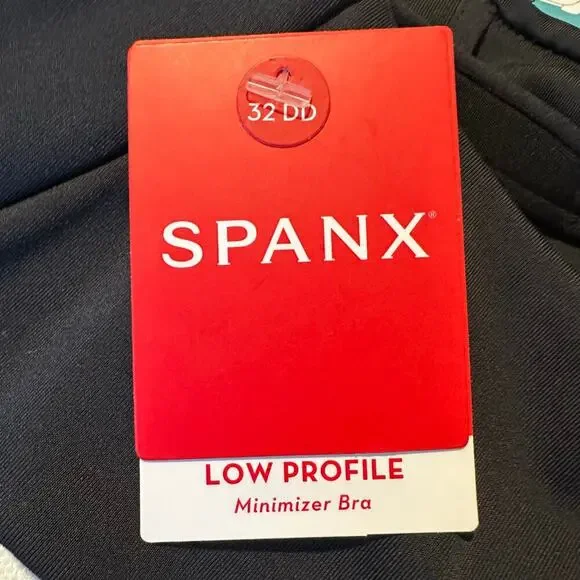 32 DD
SPANX®
LOW PROFILE
Minimizer Bra